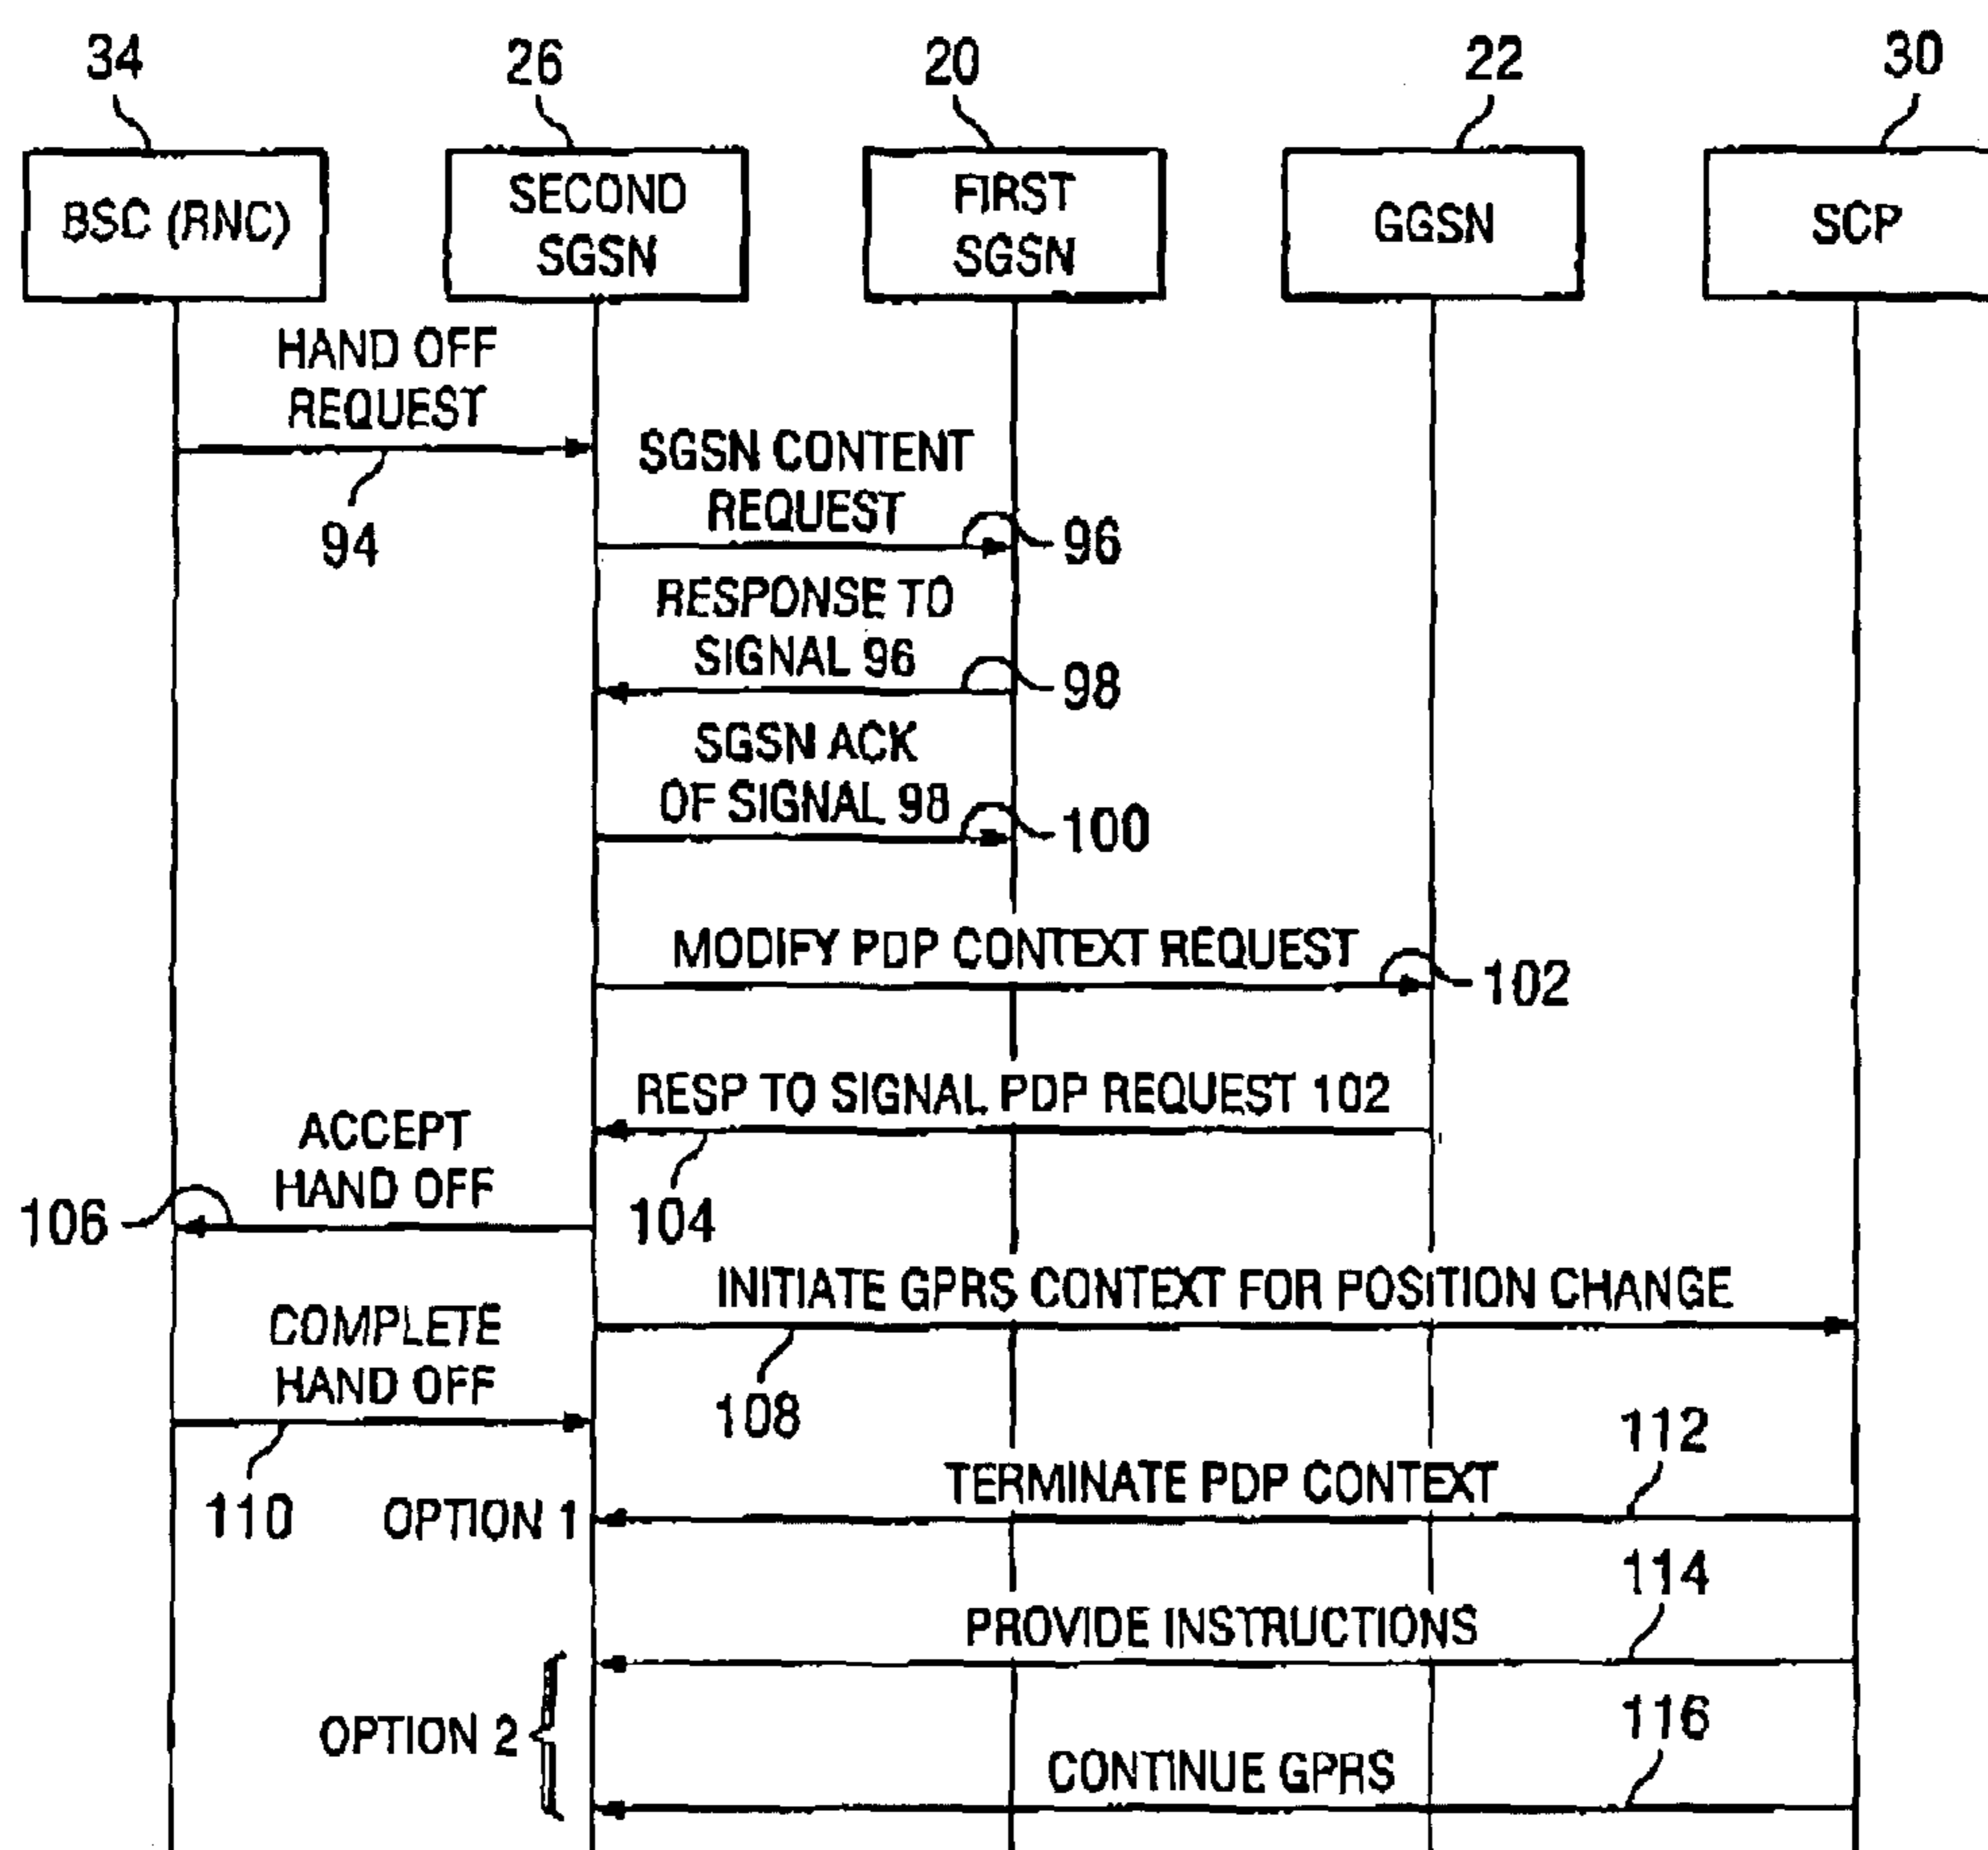 34
26
20
22
30
BSC (RNC)
SECOND
SGSN
FIRST
SGSN
GGSN
SCP
HAND OFF
REQUEST
94
SGSN CONTENT
REQUEST
96
RESPONSE TO
SIGNAL 96
98
SGSN ACK
OF SIGNAL 98
100
MODIFY PDP CONTEXT REQUEST
102
RESP TO SIGNAL PDP REQUEST 102
104
ACCEPT
HAND OFF
106
INITIATE GPRS CONTEXT FOR POSITION CHANGE
108
COMPLETE
HAND OFF
110
112
TERMINATE PDP CONTEXT
OPTION 1
114
PROVIDE INSTRUCTIONS
OPTION 2
116
CONTINUE GPRS